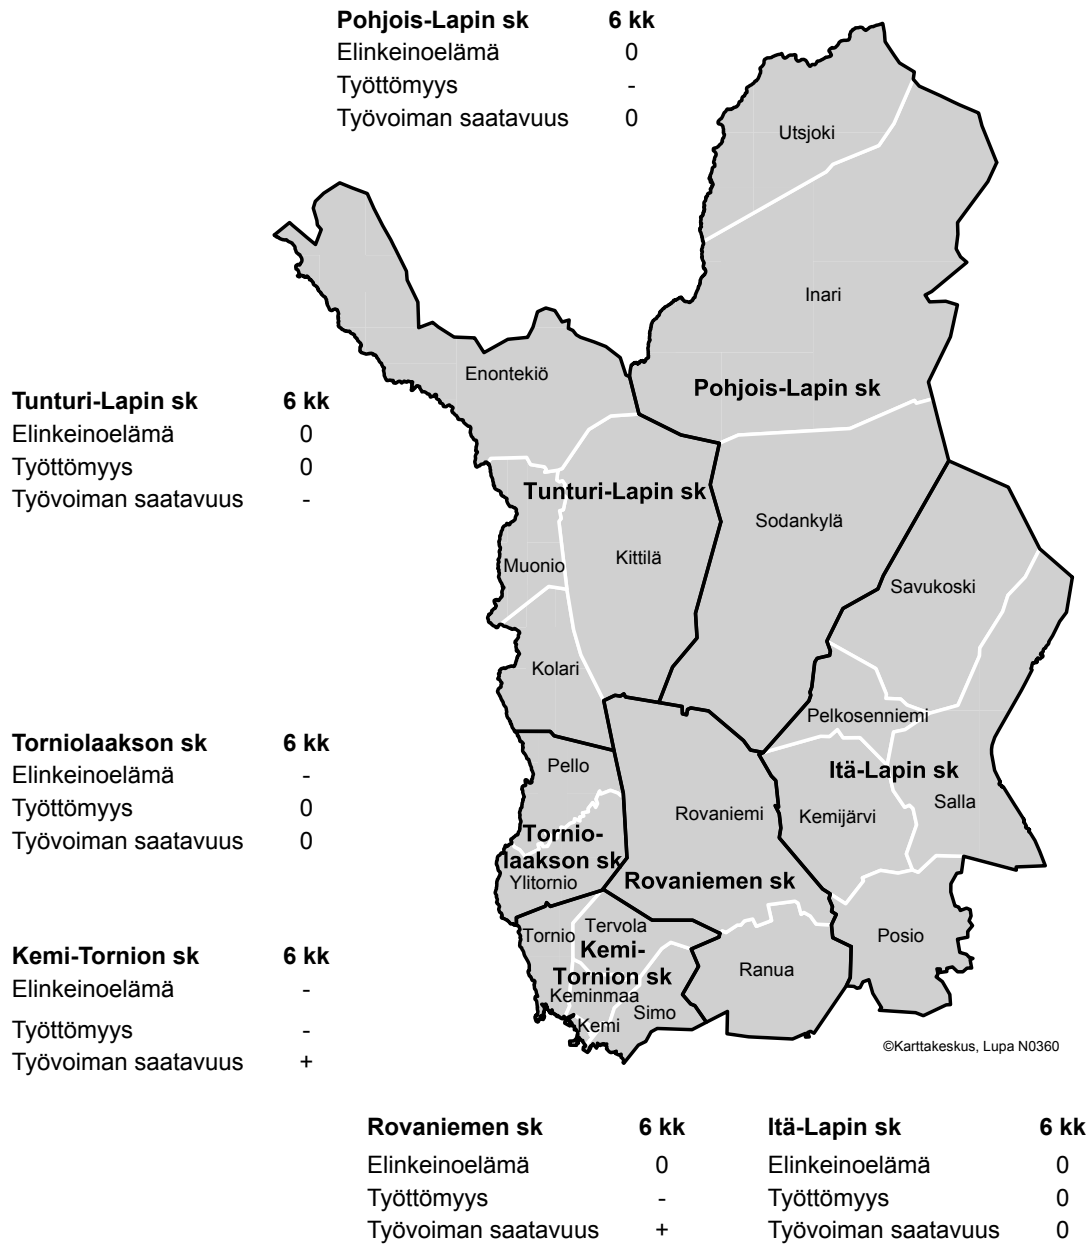 Pohjois-Lapin sk 6 kk
Elinkeinoelämä 0
Työttömyys -
Työvoiman saatavuus 0
Utsjoki
Inari
Enontekiö
Pohjois-Lapin sk
Tunturi-Lapin sk 6 kk
Elinkeinoelämä 0
Työttömyys 0
Työvoiman saatavuus -
Tunturi-Lapin sk
Sodankylä
Muonio
Kittilä
Savukoski
Kolari
Pelkosenniemi
Torniolaakson sk 6 kk
Elinkeinoelämä -
Työttömyys 0
Työvoiman saatavuus 0
Pello
Itä-Lapin sk
Rovaniemi
Kemijärvi
Salla
Tornio-
laakson sk
Ylitornio
Rovaniemen sk
Kemi-Tornion sk 6 kk
Elinkeinoelämä -
Työttömyys -
Työvoiman saatavuus +
Tornio
Tervola
Kemi-
Tornion sk
Keminmaa
Kemi
Simo
Ranua
Posio
©Karttakeskus, Lupa N0360
Rovaniemen sk 6 kk
Elinkeinoelämä 0
Työttömyys -
Työvoiman saatavuus +
Itä-Lapin sk 6 kk
Elinkeinoelämä 0
Työttömyys 0
Työvoiman saatavuus 0